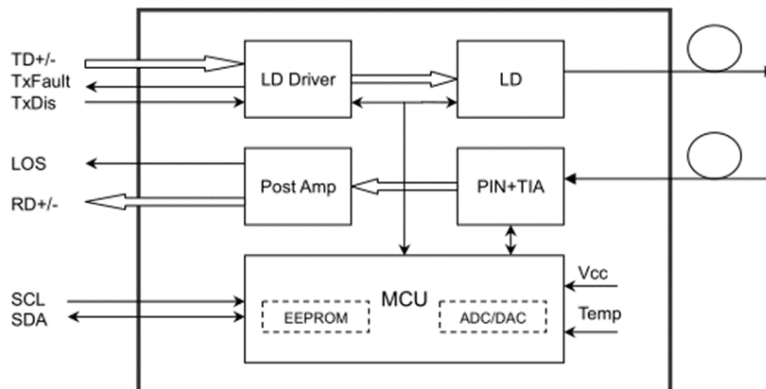 TD+/-
TxFault
TxDis
LD Driver
LD
LOS
RD+/-
Post Amp
PIN+TIA
SCL
SDA
MCU
EEPROM
ADC/DAC
Vcc
Temp